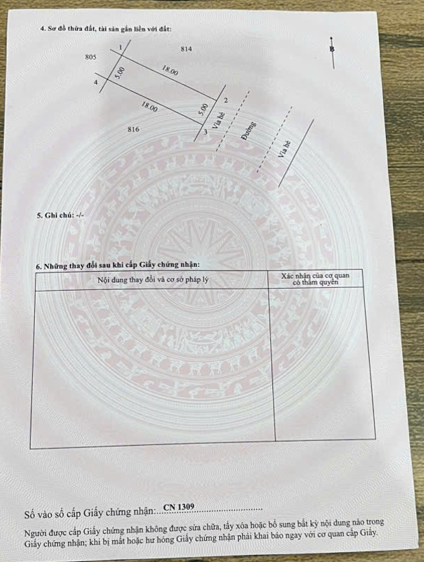 4. Sơ đồ thửa đất, tài sản gắn liền với đất:
B
814
805
1
5.00
18.00
4
18.00
5.00
2
3
816
Vỉa hè
Đường
Vỉa hè
5. Ghi chú: -/-
6. Những thay đổi sau khi cấp Giấy chứng nhận:
Nội dung thay đổi và cơ sở pháp lý
Xác nhận của cơ quan
có thẩm quyền
Số vào sổ cấp Giấy chứng nhận:...CN 1309...
Người được cấp Giấy chứng nhận không được sửa chữa, tẩy xóa hoặc bổ sung bất kỳ nội dung nào trong
Giấy chứng nhận; khi bị mất hoặc hư hỏng Giấy chứng nhận phải khai báo ngay với cơ quan cấp Giấy.